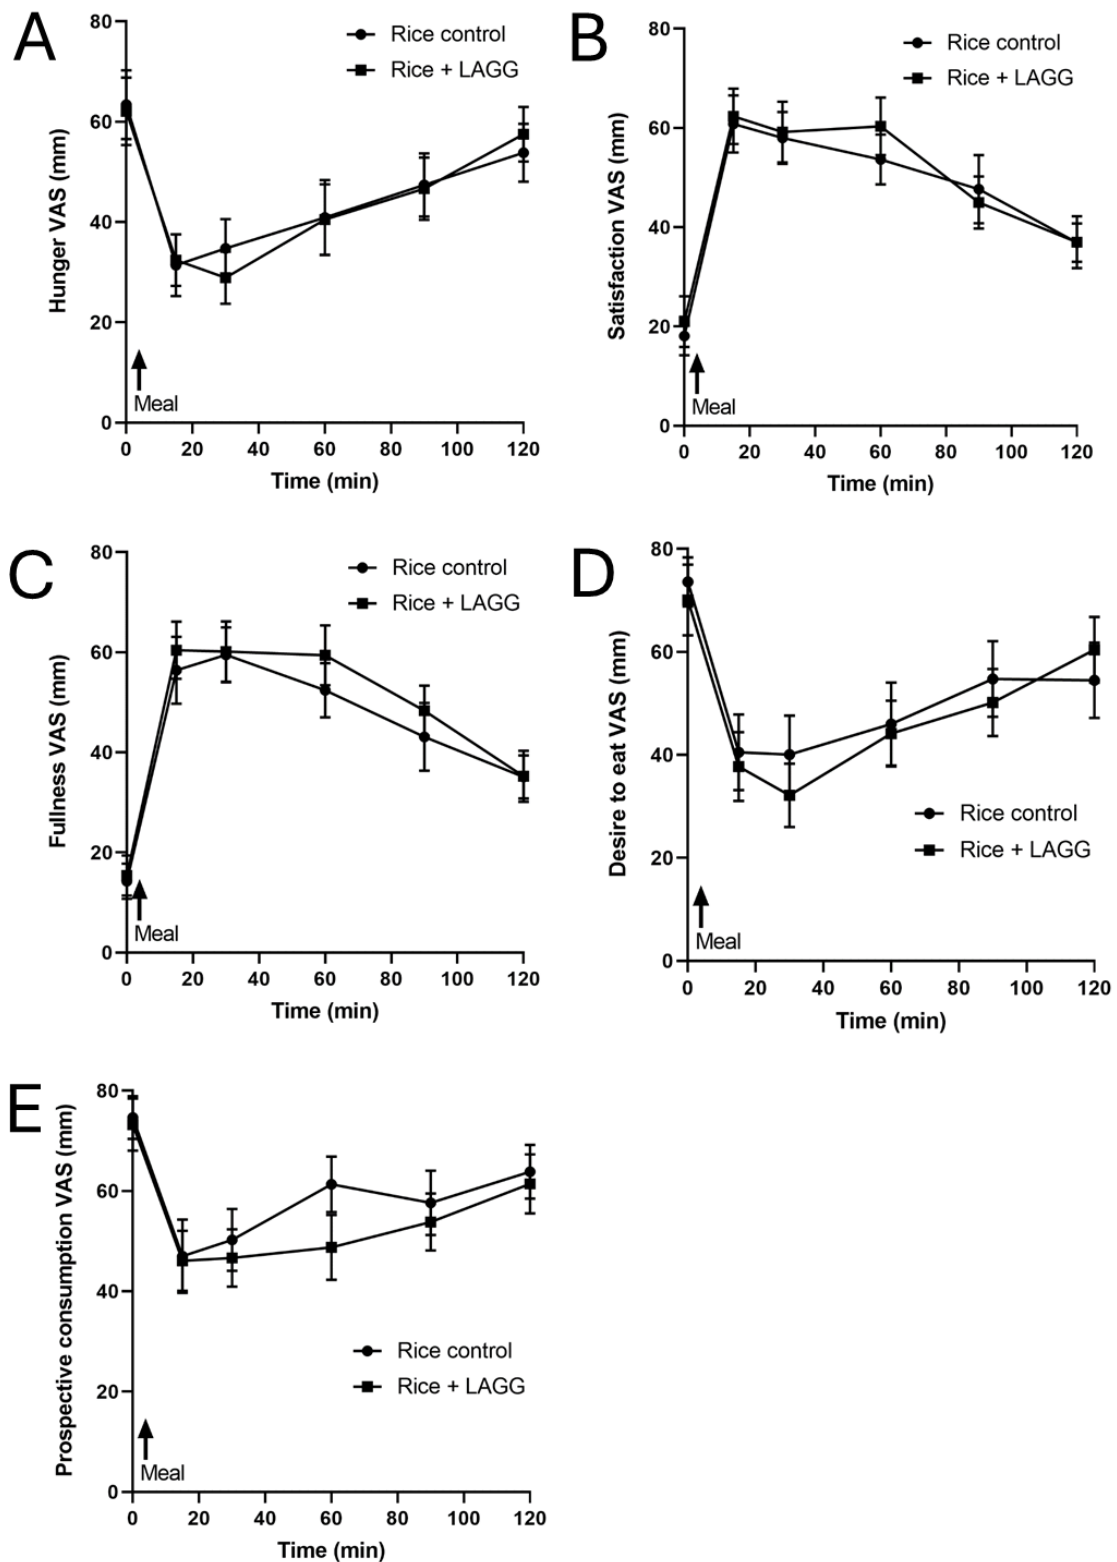 A
Hunger VAS (mm)
80
60
40
20
0
Rice control
Rice + LAGG
Meal
0 20 40 60 80 100 120
Time (min)
B
Satisfaction VAS (mm)
80
60
40
20
0
Rice control
Rice + LAGG
Meal
0 20 40 60 80 100 120
Time (min)
C
Fullness VAS (mm)
80
60
40
20
0
Rice control
Rice + LAGG
Meal
0 20 40 60 80 100 120
Time (min)
D
Desire to eat VAS (mm)
80
60
40
20
0
Rice control
Rice + LAGG
Meal
0 20 40 60 80 100 120
Time (min)
E
Prospective consumption VAS (mm)
80
60
40
20
0
Rice control
Rice + LAGG
Meal
0 20 40 60 80 100 120
Time (min)